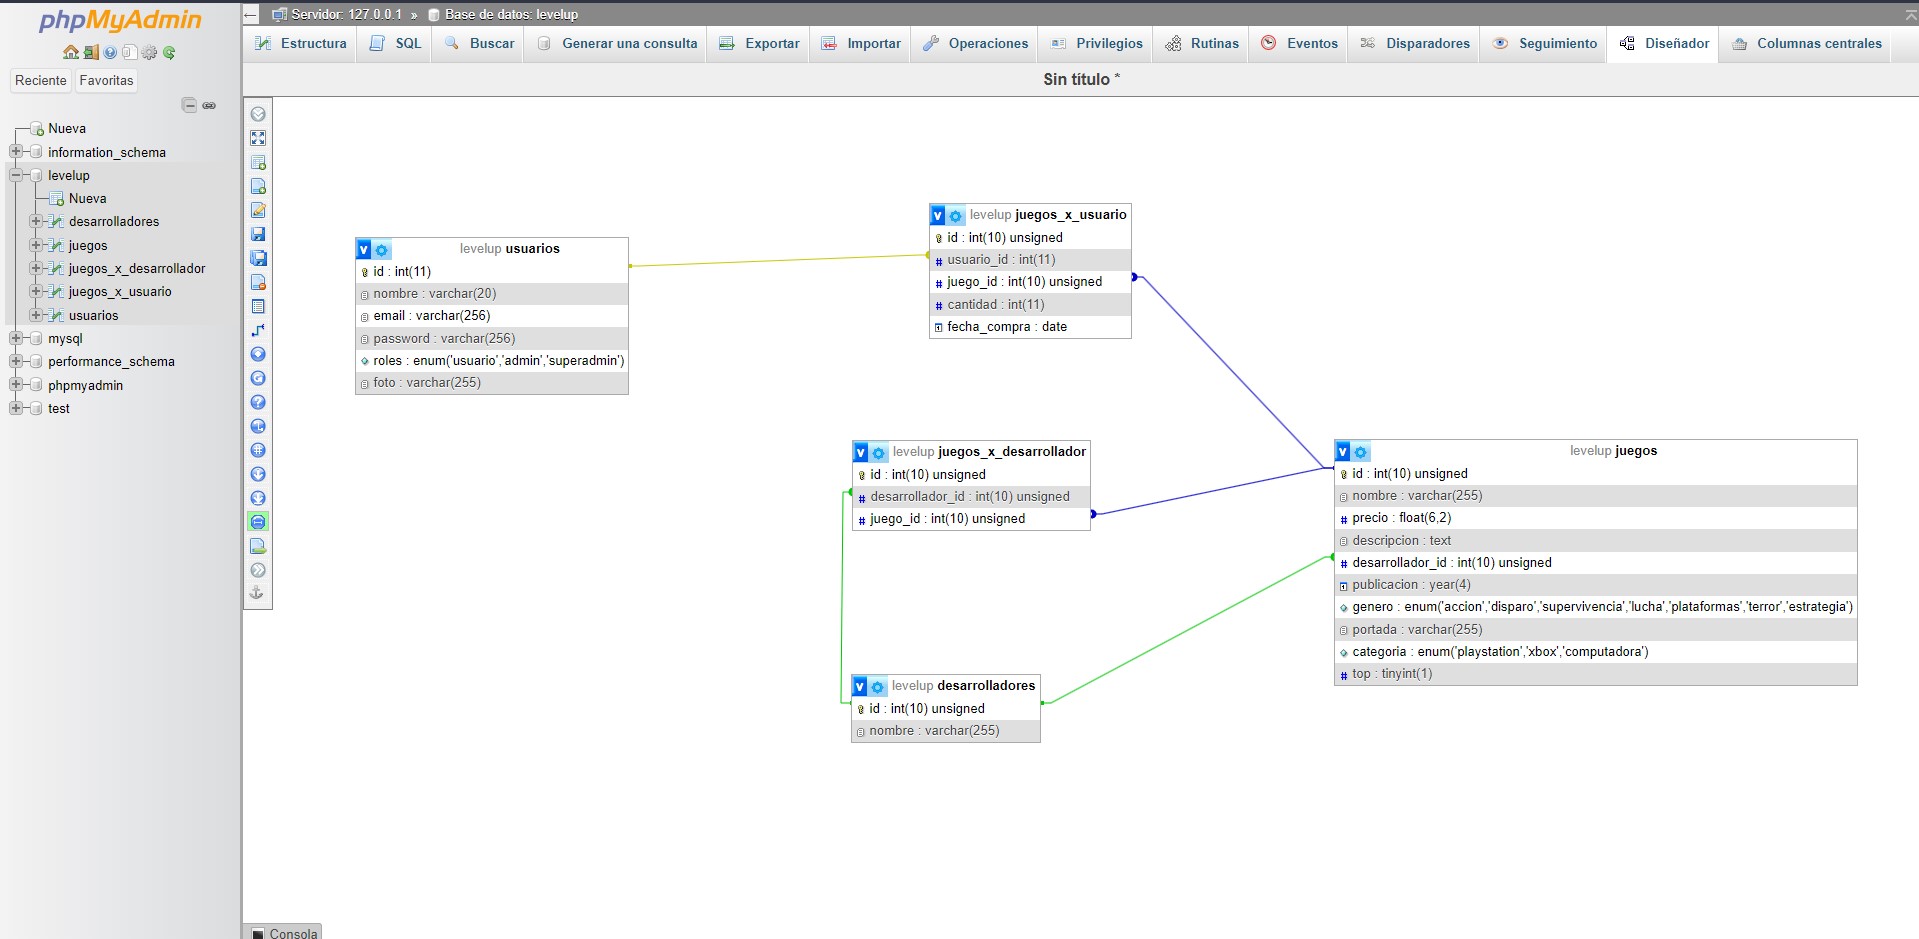 phpMyAdmin
Reciente
Favoritas
Nueva
information_schema
levelup
Nueva
desarrolladores
juegos
juegos_x_desarrollador
juegos_x_usuario
usuarios
mysql
performance_schema
phpmyadmin
test
Servidor: 127.0.0.1 » Base de datos: levelup
Estructura SQL Buscar Generar una consulta Exportar Importar Operaciones Privilegios Rutinas Eventos Disparadores Seguimiento Diseñador Columnas centrales
Sin título *
levelup usuarios
id : int(11)
nombre : varchar(20)
email : varchar(256)
password : varchar(256)
roles : enum('usuario','admin','superadmin')
foto : varchar(255)
levelup juegos_x_usuario
id : int(10) unsigned
usuario_id : int(11)
juego_id : int(10) unsigned
cantidad : int(11)
fecha_compra : date
levelup juegos_x_desarrollador
id : int(10) unsigned
desarrollador_id : int(10) unsigned
juego_id : int(10) unsigned
levelup juegos
id : int(10) unsigned
nombre : varchar(255)
precio : float(6,2)
descripcion : text
desarrollador_id : int(10) unsigned
publicacion : year(4)
genero : enum('accion','disparo','supervivencia','lucha','plataformas','terror','estrategia')
portada : varchar(255)
categoria : enum('playstation','xbox','computadora')
top : tinyint(1)
levelup desarrolladores
id : int(10) unsigned
nombre : varchar(255)
Consola